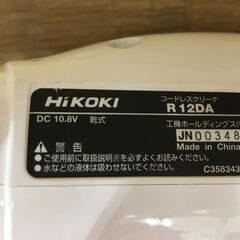 HiKOKI
コードレスクリーナ
R 12DA
DC 10.8V 乾式
工機ホールディングス
JN00348
Made in China
警告
ご使用前に取扱説明書を必ずよくお読みください。
水などの液体は吸わせないでください。
C358343